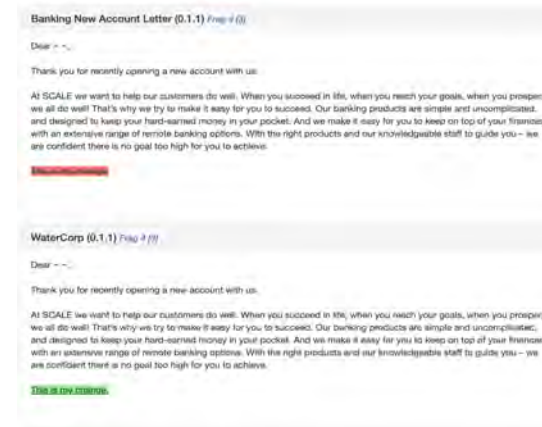 Banking New Account Letter (0.1.1) Frag # (3)
Dear ~ ~,
Thank you for recently opening a new account with us.
At SCALE we want to help our customers do well. When you succeed in life, when you reach your goals, when you prosper
we all do well! That's why we try to make it easy for you to succeed. Our banking products are simple and uncomplicated,
and designed to keep your hard-earned money in your pocket. And we make it easy for you to keep on top of your finances
with an extensive range of remote banking options. With the right products and our knowledgeable staff to guide you – we
are confident there is no goal too high for you to achieve.
WaterCorp (0.1.1) Frag # (3)
Dear ~ ~,
Thank you for recently opening a new account with us.
At SCALE we want to help our customers do well. When you succeed in life, when you reach your goals, when you prosper
we all do well! That's why we try to make it easy for you to succeed. Our banking products are simple and uncomplicated,
and designed to keep your hard-earned money in your pocket. And we make it easy for you to keep on top of your finances
with an extensive range of remote banking options. With the right products and our knowledgeable staff to guide you – we
are confident there is no goal too high for you to achieve.
This is my change.